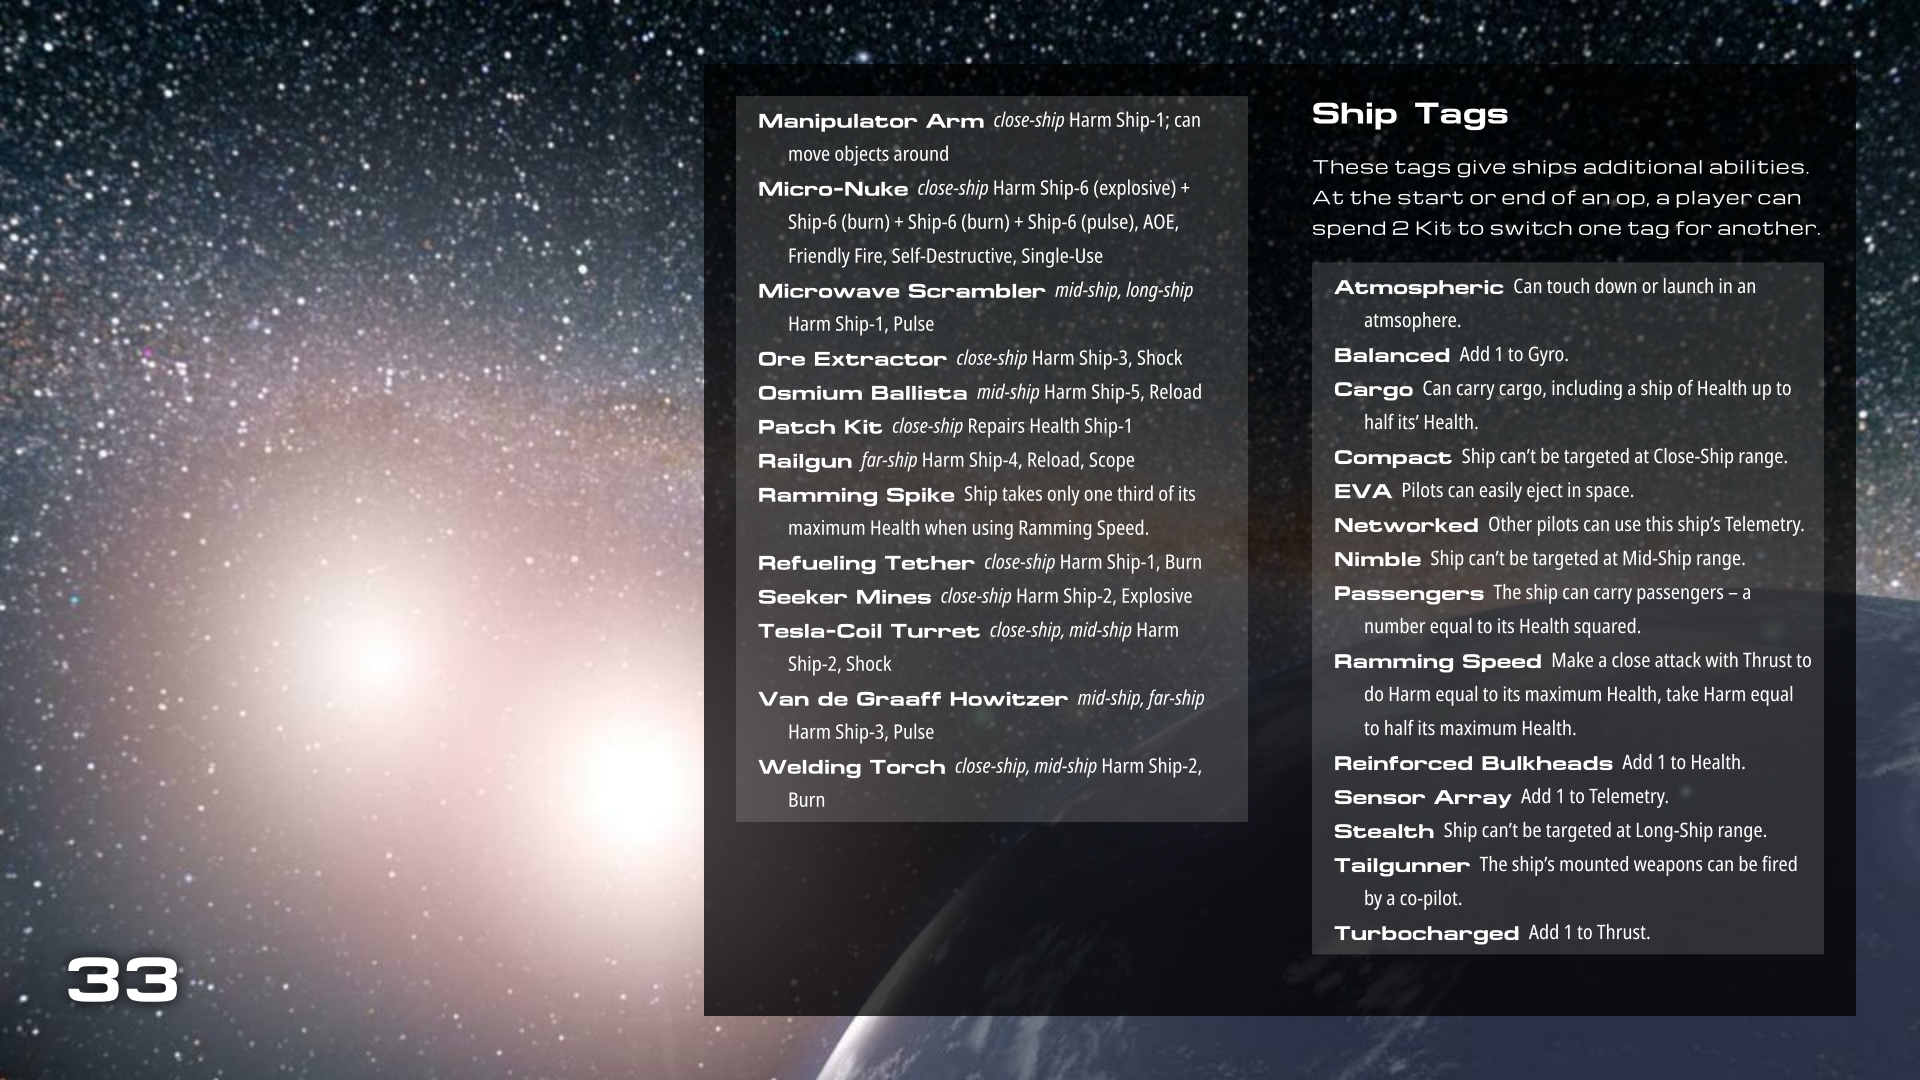 Manipulator Arm close-ship Harm Ship-1; can
move objects around
Micro-Nuke close-ship Harm Ship-6 (explosive) +
Ship-6 (burn) + Ship-6 (burn) + Ship-6 (pulse), AOE,
Friendly Fire, Self-Destructive, Single-Use
Microwave Scrambler mid-ship, long-ship
Harm Ship-1, Pulse
Ore Extractor close-ship Harm Ship-3, Shock
Osmium Ballista mid-ship Harm Ship-5, Reload
Patch Kit close-ship Repairs Health Ship-1
Railgun far-ship Harm Ship-4, Reload, Scope
Ramming Spike Ship takes only one third of its
maximum Health when using Ramming Speed.
Refueling Tether close-ship Harm Ship-1, Burn
Seeker Mines close-ship Harm Ship-2, Explosive
Tesla-Coil Turret close-ship, mid-ship Harm
Ship-2, Shock
Van de Graaff Howitzer mid-ship, far-ship
Harm Ship-3, Pulse
Welding Torch close-ship, mid-ship Harm Ship-2,
Burn
Ship Tags
These tags give ships additional abilities.
At the start or end of an op, a player can
spend 2 Kit to switch one tag for another.
Atmospheric Can touch down or launch in an
atmsophere.
Balanced Add 1 to Gyro.
Cargo Can carry cargo, including a ship of Health up to
half its’ Health.
Compact Ship can’t be targeted at Close-Ship range.
EVA Pilots can easily eject in space.
Networked Other pilots can use this ship’s Telemetry.
Nimble Ship can’t be targeted at Mid-Ship range.
Passengers The ship can carry passengers – a
number equal to its Health squared.
Ramming Speed Make a close attack with Thrust to
do Harm equal to its maximum Health, take Harm equal
to half its maximum Health.
Reinforced Bulkheads Add 1 to Health.
Sensor Array Add 1 to Telemetry.
Stealth Ship can’t be targeted at Long-Ship range.
Tailgunner The ship’s mounted weapons can be fired
by a co-pilot.
Turbocharged Add 1 to Thrust.
33